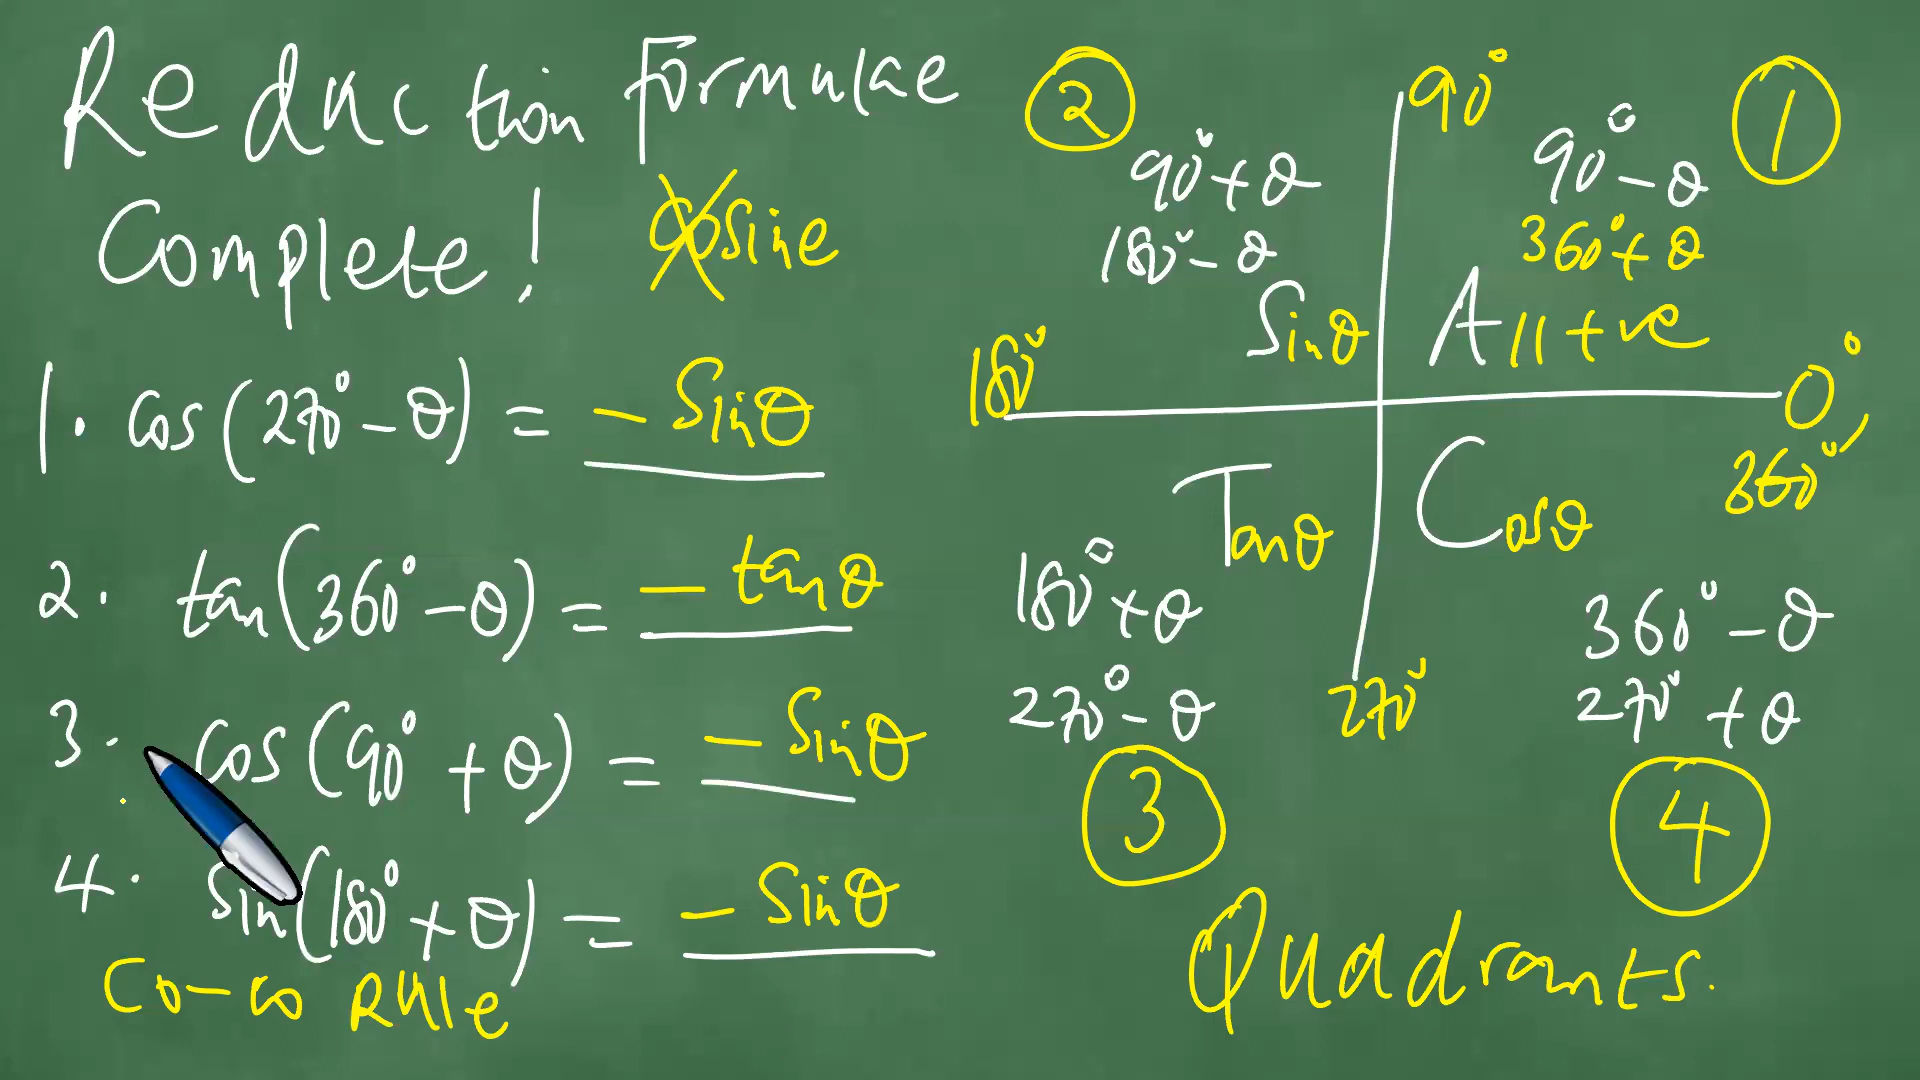 Reduction Formulae
Complete!
Cosine
1. cos(270° - θ) = - Sinθ
2. tan(360° - θ) = - tanθ
3. cos(90° + θ) = - Sinθ
4. sin(180° + θ) = - Sinθ
Co-co RULE
2
90°
1
90° + θ
90° - θ
180° - θ
360° + θ
Sinθ
All +ve
180°
0°,
360°
Tanθ
Cosθ
180° + θ
360° - θ
270° - θ
270°
270° + θ
3
4
Quadrants.